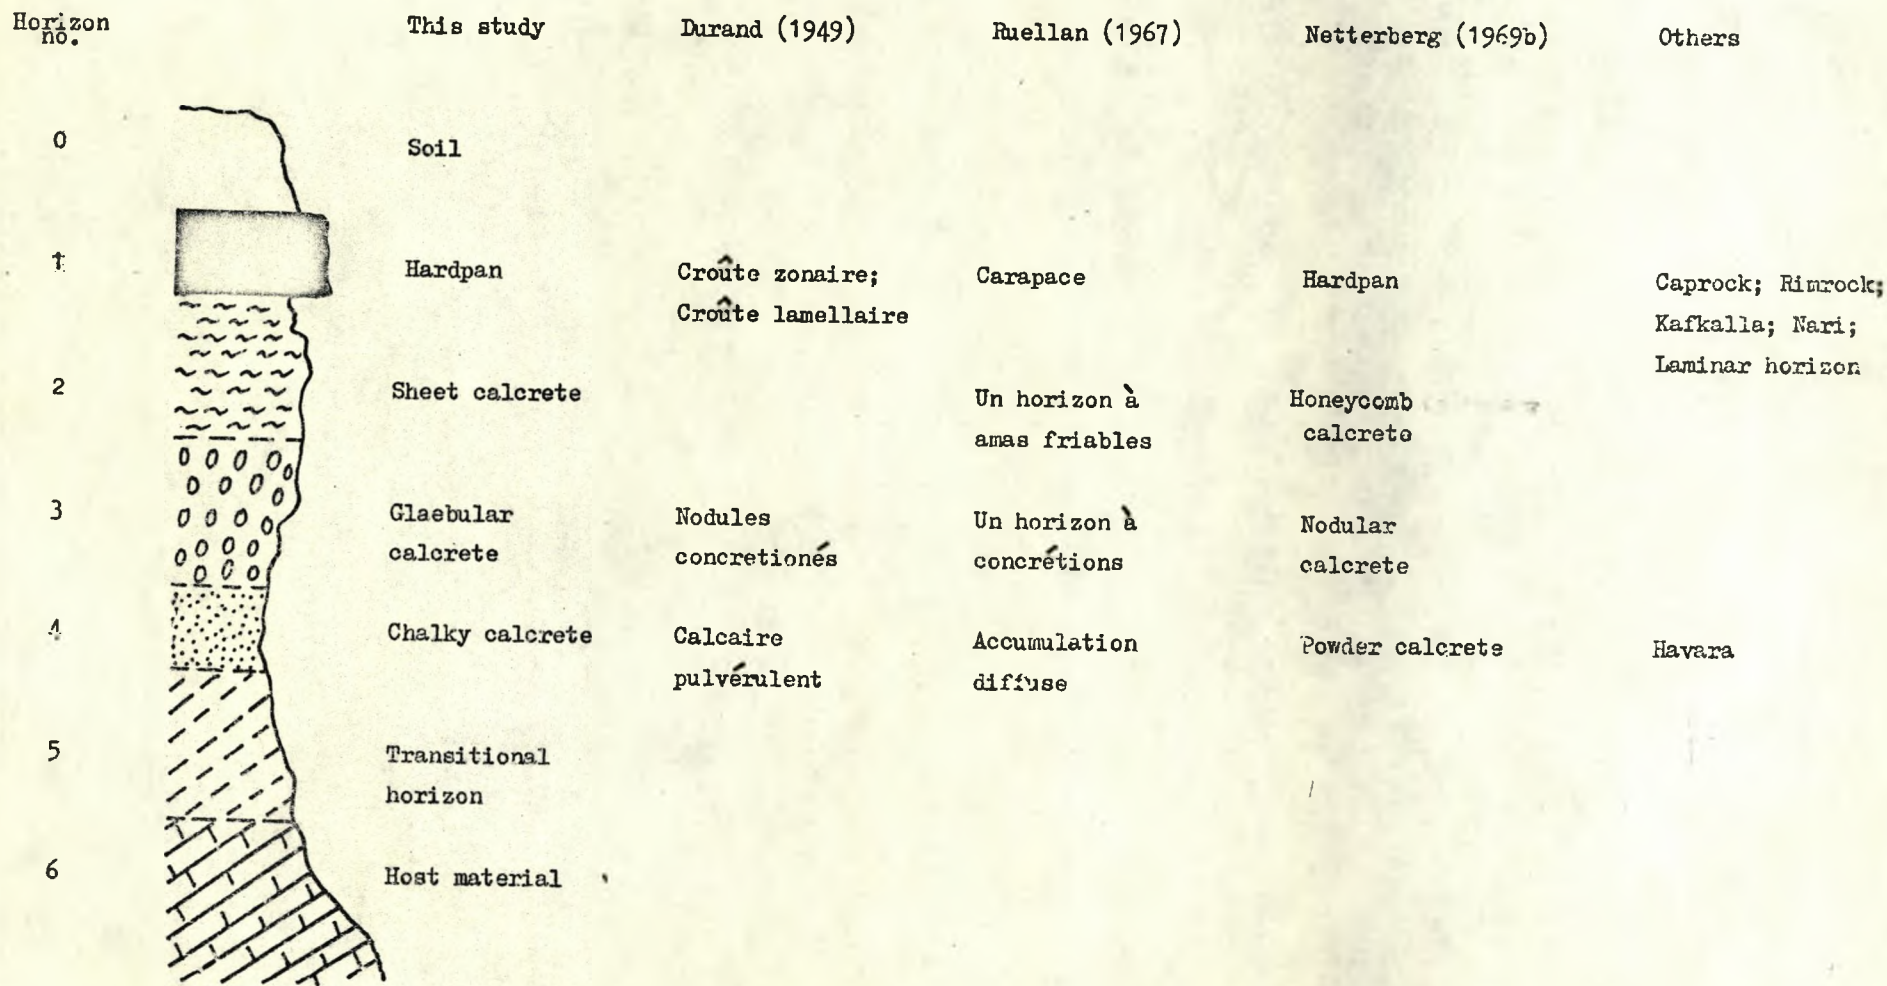 Horizon no. This study Durand (1949) Ruellan (1967) Netterberg (1969b) Others
0 Soil
1 Hardpan Croûte zonaire; Carapace Hardpan Caprock; Rimrock;
Croûte lamellaire Kafkalla; Nari;
Laminar horizon
2 Sheet calcrete Un horizon à Honeycomb
amas friables calcrete
3 Glaebular Nodules Un horizon à Nodular
calcrete concretionés concrétions calcrete
4 Chalky calcrete Calcaire Accumulation Powder calcrete Havara
pulvérulent diffuse
5 Transitional
horizon
6 Host material